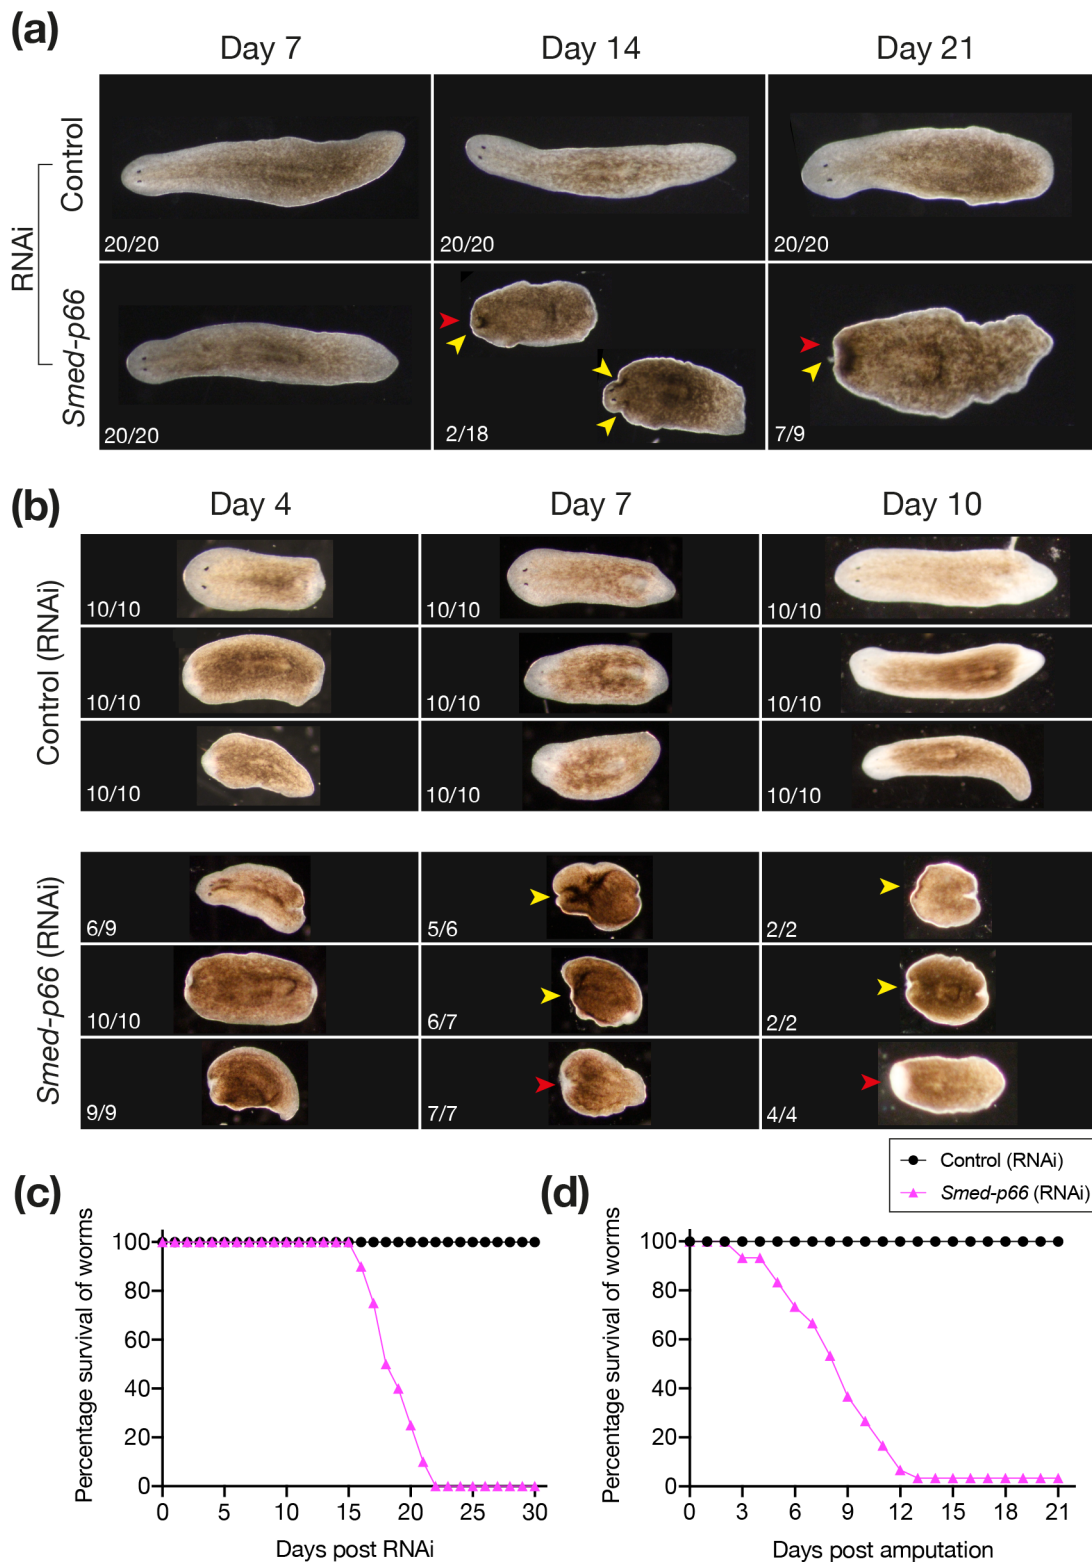 (a)
Day 7
Day 14
Day 21
RNAi
Control
20/20
20/20
20/20
Smed-p66
20/20
2/18
7/9
(b)
Day 4
Day 7
Day 10
Control (RNAi)
10/10
10/10
10/10
10/10
10/10
10/10
10/10
10/10
10/10
Smed-p66 (RNAi)
6/9
5/6
2/2
10/10
6/7
2/2
9/9
7/7
4/4
Control (RNAi)
Smed-p66 (RNAi)
(c)
Percentage survival of worms
100
80
60
40
20
0
0 5 10 15 20 25 30
Days post RNAi
(d)
Percentage survival of worms
100
80
60
40
20
0
0 3 6 9 12 15 18 21
Days post amputation